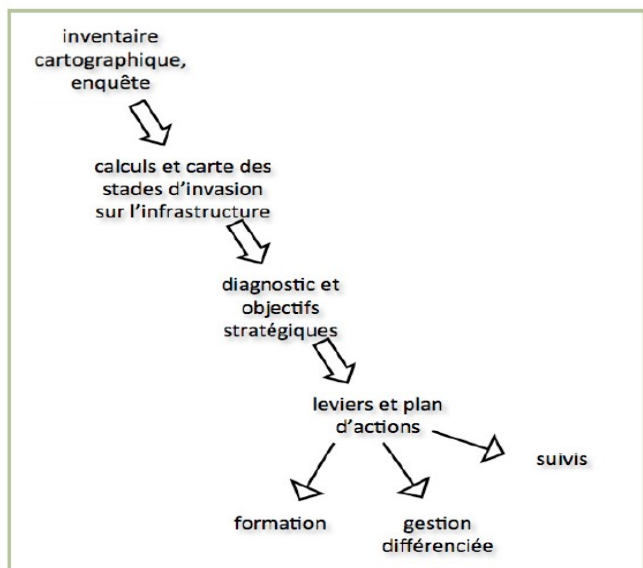 inventaire
cartographique,
enquête
calculs et carte des
stades d'invasion
sur l'infrastructure
diagnostic et
objectifs
stratégiques
leviers et plan
d'actions
suivis
formation
gestion
différenciée